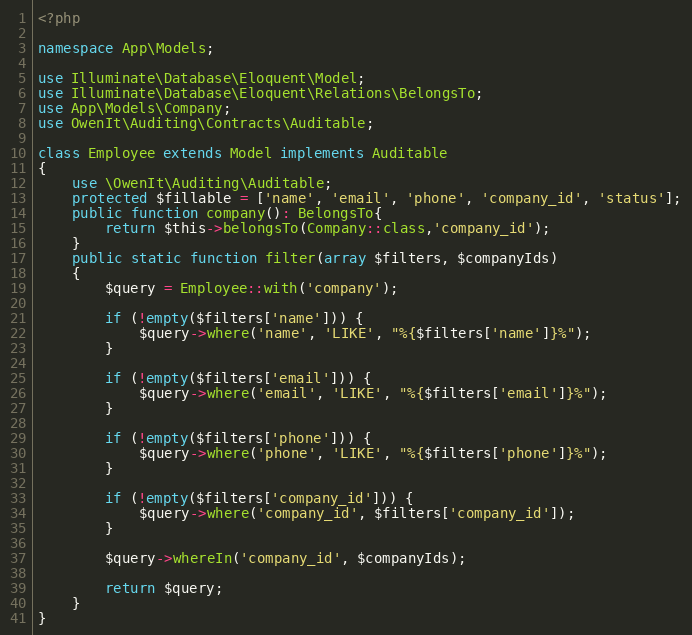 1 <?php
2
3 namespace App\Models;
4
5 use Illuminate\Database\Eloquent\Model;
6 use Illuminate\Database\Eloquent\Relations\BelongsTo;
7 use App\Models\Company;
8 use OwenIt\Auditing\Contracts\Auditable;
9
10 class Employee extends Model implements Auditable
11 {
12     use \OwenIt\Auditing\Auditable;
13     protected $fillable = ['name', 'email', 'phone', 'company_id', 'status'];
14     public function company(): BelongsTo{
15         return $this->belongsTo(Company::class,'company_id');
16     }
17     public static function filter(array $filters, $companyIds)
18     {
19         $query = Employee::with('company');
20
21         if (!empty($filters['name'])) {
22             $query->where('name', 'LIKE', "%{$filters['name']}%");
23         }
24
25         if (!empty($filters['email'])) {
26             $query->where('email', 'LIKE', "%{$filters['email']}%");
27         }
28
29         if (!empty($filters['phone'])) {
30             $query->where('phone', 'LIKE', "%{$filters['phone']}%");
31         }
32
33         if (!empty($filters['company_id'])) {
34             $query->where('company_id', $filters['company_id']);
35         }
36
37         $query->whereIn('company_id', $companyIds);
38
39         return $query;
40     }
41 }